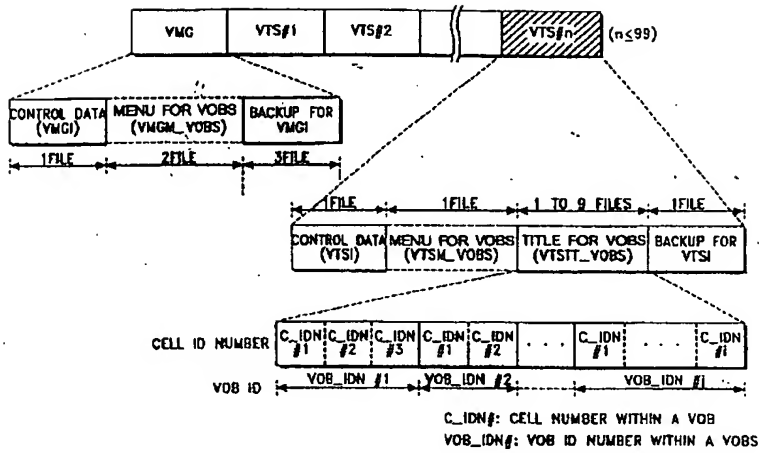 VMG VTS#1 VTS#2 VTS#n (n≤99)
CONTROL DATA (VMGI) MENU FOR VOBS (VMGM_VOBS) BACKUP FOR VMGI
1FILE 2FILE 3FILE
1FILE 1FILE 1 TO 9 FILES 1FILE
CONTROL DATA (VTSI) MENU FOR VOBS (VTSM_VOBS) TITLE FOR VOBS (VTSTT_VOBS) BACKUP FOR VTSI
CELL ID NUMBER C_IDN #1 C_IDN #2 C_IDN #3 C_IDN #1 C_IDN #2 . . . C_IDN #1 . . . C_IDN #i
VOB ID VOB_IDN #1 VOB_IDN #2 VOB_IDN #j
C_IDN#: CELL NUMBER WITHIN A VOB
VOB_IDN#: VOB ID NUMBER WITHIN A VOBS